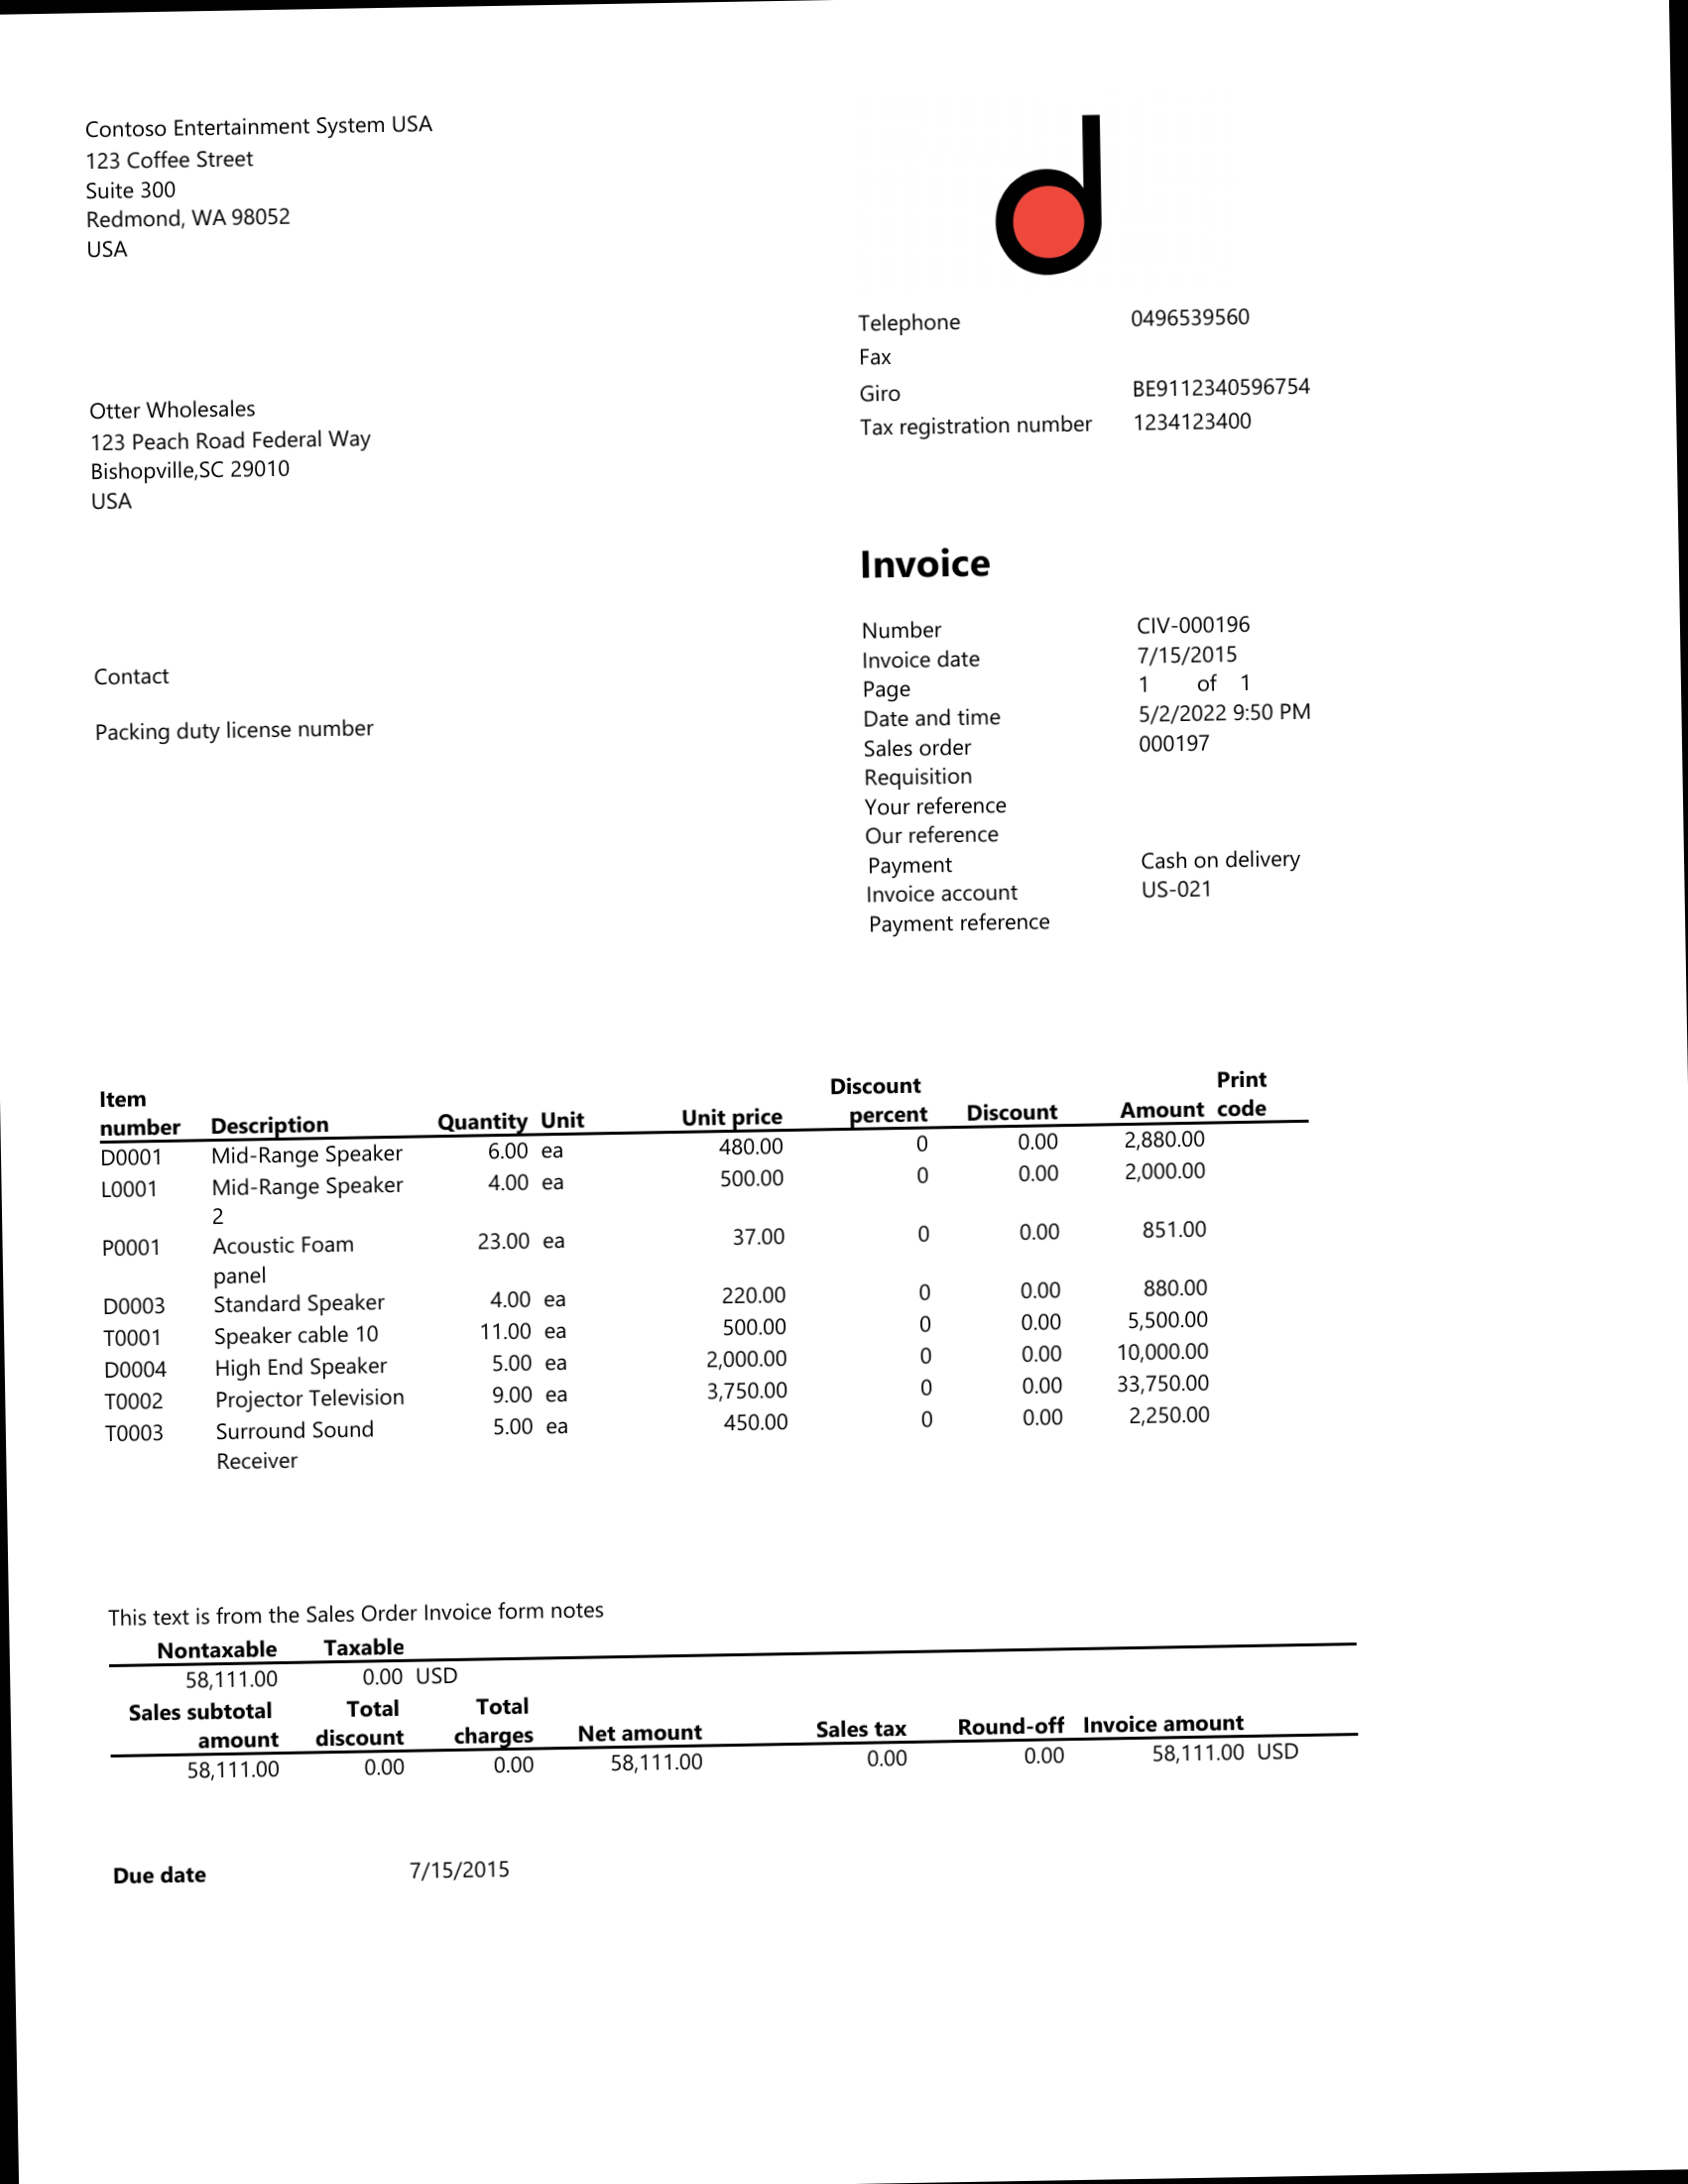 Contoso Entertainment System USA
123 Coffee Street
Suite 300
Redmond, WA 98052
USA
Telephone 0496539560
Fax
Giro BE9112340596754
Tax registration number 1234123400
Otter Wholesales
123 Peach Road Federal Way
Bishopville,SC 29010
USA
Invoice
Number CIV-000196
Invoice date 7/15/2015
Page 1 of 1
Date and time 5/2/2022 9:50 PM
Sales order 000197
Requisition
Your reference
Our reference
Payment Cash on delivery
Invoice account US-021
Payment reference
Contact
Packing duty license number
Item number Description Quantity Unit Unit price Discount percent Discount Amount Print code
D0001 Mid-Range Speaker 6.00 ea 480.00 0 0.00 2,880.00
L0001 Mid-Range Speaker 4.00 ea 500.00 0 0.00 2,000.00
2
P0001 Acoustic Foam 23.00 ea 37.00 0 0.00 851.00
panel
D0003 Standard Speaker 4.00 ea 220.00 0 0.00 880.00
T0001 Speaker cable 10 11.00 ea 500.00 0 0.00 5,500.00
D0004 High End Speaker 5.00 ea 2,000.00 0 0.00 10,000.00
T0002 Projector Television 9.00 ea 3,750.00 0 0.00 33,750.00
T0003 Surround Sound 5.00 ea 450.00 0 0.00 2,250.00
Receiver
This text is from the Sales Order Invoice form notes
Nontaxable Taxable
58,111.00 0.00 USD
Sales subtotal amount Total discount Total charges Net amount Sales tax Round-off Invoice amount
58,111.00 0.00 0.00 58,111.00 0.00 0.00 58,111.00 USD
Due date 7/15/2015